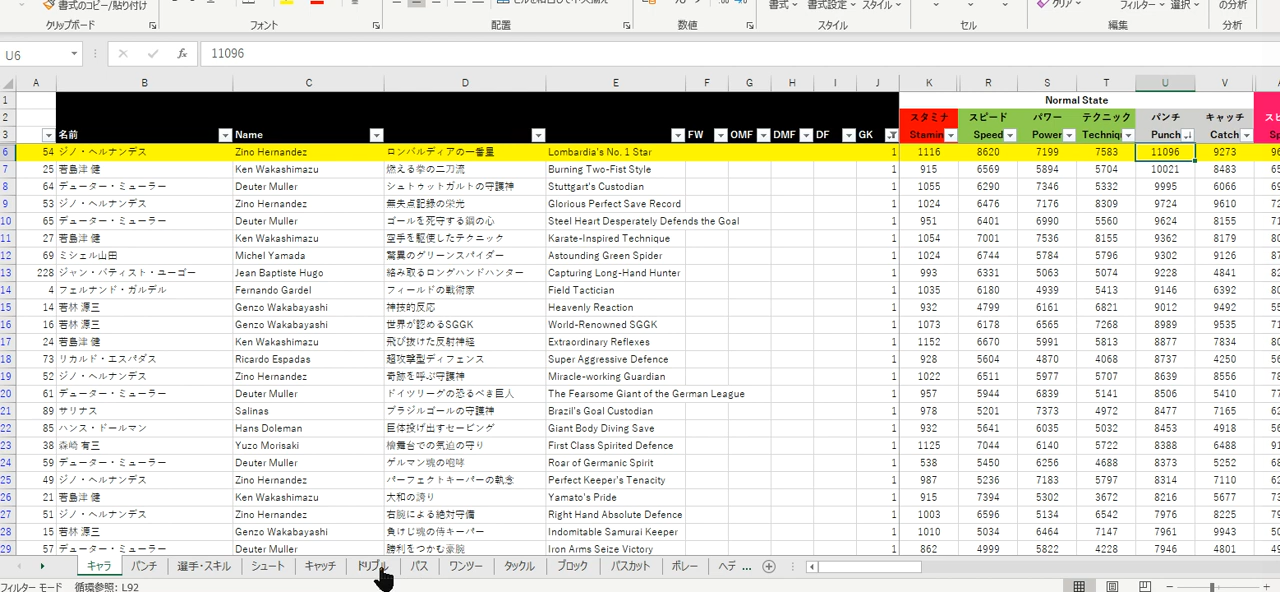 書式のコピー/貼り付け セルを結合して中央揃え 書式 書式設定 スタイル クリア フィルター 選択 の分析
クリップボード フォント 配置 数値 スタイル セル 編集 分析
U6 fx 11096
A B C D E F G H I J K R S T U V
1 Normal State
2 スタミナ スピード パワー テクニック パンチ キャッチ
3 名前 Name FW OMF DMF DF GK Stamin Speed Power Techniqu Punch Catch
6 54 ジノ・ヘルナンデス Zino Hernandez ロンバルディアの一番星 Lombardia's No. 1 Star 1 1116 8620 7199 7583 11096 9273
7 25 若島津 健 Ken Wakashimazu 燃える拳の二刀流 Burning Two-Fist Style 1 915 6569 5894 5704 10021 8483
8 64 デューター・ミューラー Deuter Muller シュトゥットガルトの守護神 Stuttgart's Custodian 1 1055 6290 7346 5332 9995 6066
9 53 ジノ・ヘルナンデス Zino Hernandez 無失点記録の栄光 Glorious Perfect Save Record 1 1024 6476 7176 8309 9724 9610
10 65 デューター・ミューラー Deuter Muller ゴールを死守する鋼の心 Steel Heart Desperately Defends the Goal 1 951 6401 6990 5560 9624 8155
11 27 若島津 健 Ken Wakashimazu 空手を駆使したテクニック Karate-Inspired Technique 1 1054 7001 7536 8155 9362 8179
12 69 ミシェル山田 Michel Yamada 驚異のグリーンスパイダー Astounding Green Spider 1 1024 6744 5784 5796 9302 9126
13 228 ジャン・バティスト・ユーゴー Jean Baptiste Hugo 絡み取るロングハンドハンター Capturing Long-Hand Hunter 1 993 6331 5063 5074 9228 4841
14 4 フェルナンド・ガルデル Fernando Gardel フィールドの戦術家 Field Tactician 1 1035 6180 4939 5413 9146 6392
15 14 若林 源三 Genzo Wakabayashi 神技的反応 Heavenly Reaction 1 932 4799 6161 6821 9012 9492
16 16 若林 源三 Genzo Wakabayashi 世界が認めるSGGK World-Renowned SGGK 1 1073 6178 6565 7268 8989 9535
17 24 若島津 健 Ken Wakashimazu 飛び抜けた反射神経 Extraordinary Reflexes 1 1152 6670 5991 5813 8877 7834
18 73 リカルド・エスパダス Ricardo Espadas 超攻撃型ディフェンス Super Aggressive Defence 1 928 5604 4870 4068 8737 4250
19 52 ジノ・ヘルナンデス Zino Hernandez 奇跡を呼ぶ守護神 Miracle-working Guardian 1 1022 6511 5977 5707 8639 8556
20 61 デューター・ミューラー Deuter Muller ドイツリーグの恐るべき巨人 The Fearsome Giant of the German League 1 957 5944 6839 5141 8506 5410
21 89 サリナス Salinas ブラジルゴールの守護神 Brazil's Goal Custodian 1 978 5201 7373 4972 8477 7165
22 85 ハンス・ドールマン Hans Doleman 巨体投げ出すセービング Giant Body Diving Save 1 932 5641 6035 5032 8453 4918
23 38 森崎 有三 Yuzo Morisaki 檜舞台での気迫の守り First Class Spirited Defence 1 1125 7044 6140 5722 8388 6488
24 59 デューター・ミューラー Deuter Muller ゲルマン魂の咆哮 Roar of Germanic Spirit 1 538 5450 6256 4688 8373 5252
25 49 ジノ・ヘルナンデス Zino Hernandez パーフェクトキーパーの執念 Perfect Keeper's Tenacity 1 987 5236 7183 5797 8314 7110
26 21 若島津 健 Ken Wakashimazu 大和の誇り Yamato's Pride 1 915 7394 5302 3672 8216 5677
27 51 ジノ・ヘルナンデス Zino Hernandez 右腕による絶対守備 Right Hand Absolute Defence 1 1003 6596 5134 6542 7976 8225
28 15 若林 源三 Genzo Wakabayashi 負けじ魂の侍キーパー Indomitable Samurai Keeper 1 1010 5034 6464 7147 7961 9943
29 57 デューター・ミューラー Deuter Muller 勝利をつかむ豪腕 Iron Arms Seize Victory 1 862 4999 5822 4228 7946 4801
キャラ パンチ 選手・スキル シュート キャッチ ドリブル パス ワンツー タックル ブロック パスカット ボレー ヘデ ...
フィルター モード 循環参照: L92